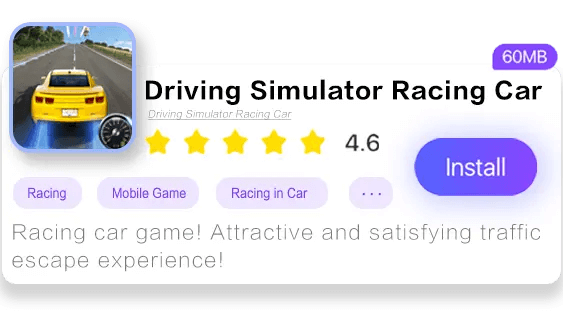 60MB
Driving Simulator Racing Car
Driving Simulator Racing Car
4.6
Install
Racing
Mobile Game
Racing in Car
...
Racing car game! Attractive and satisfying traffic
escape experience!